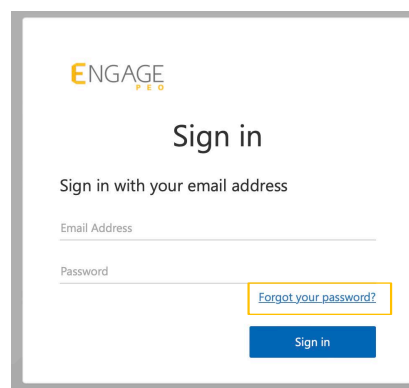 ENGAGE
PEO
Sign in
Sign in with your email address
Email Address
Password
Forgot your password?
Sign in